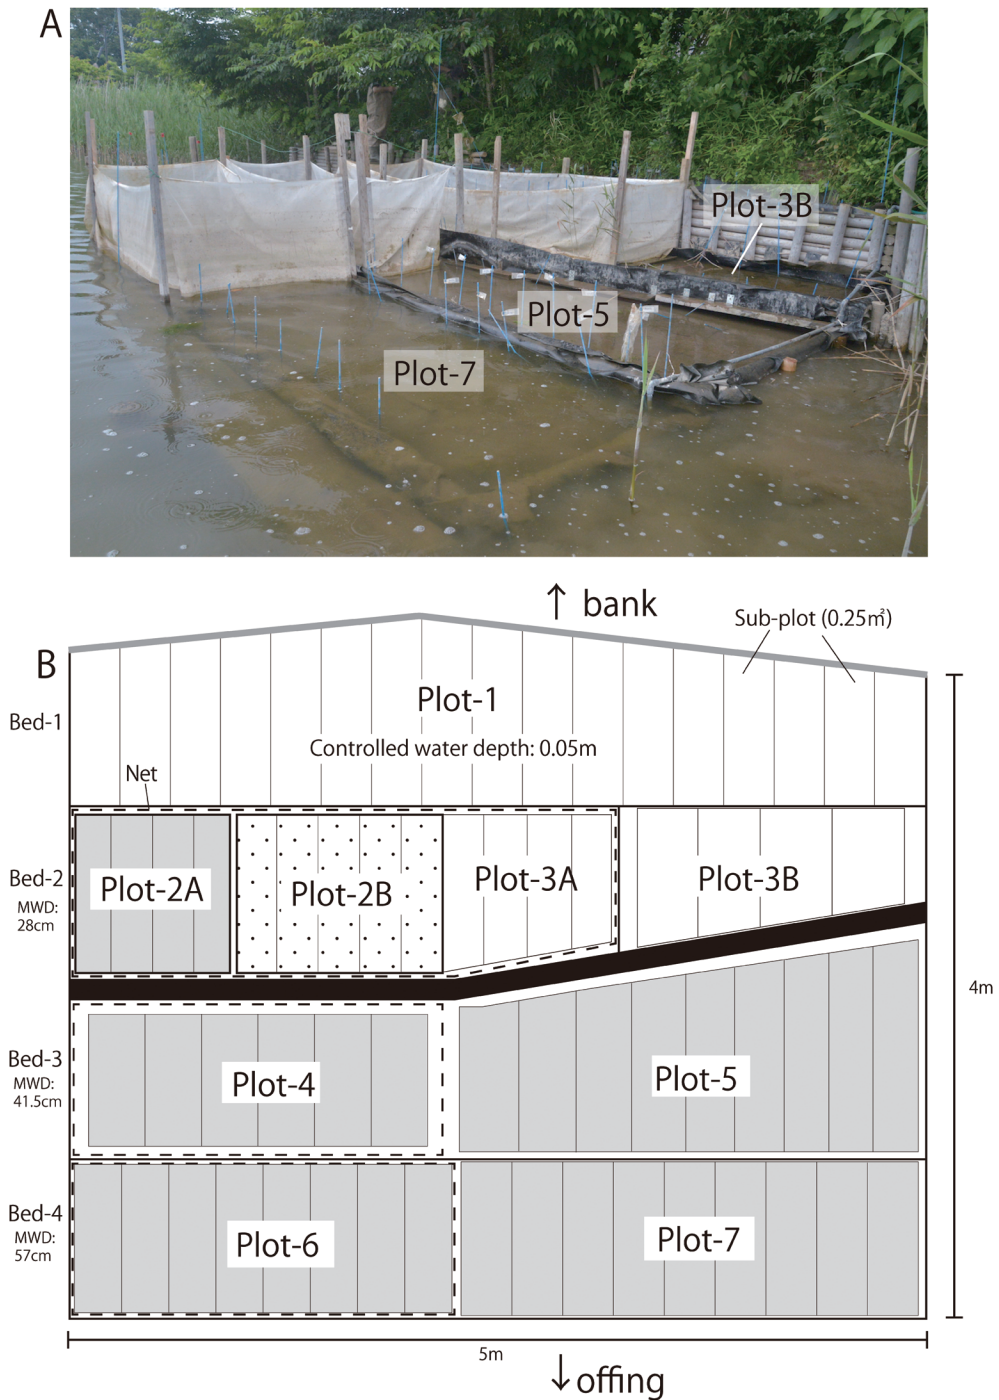 A
Plot-3B
Plot-5
Plot-7
↑ bank
Sub-plot (0.25㎡)
B
Plot-1
Bed-1
Controlled water depth: 0.05m
Net
Bed-2
MWD:
28cm
Plot-2A
Plot-2B
Plot-3A
Plot-3B
4m
Bed-3
MWD:
41.5cm
Plot-4
Plot-5
Bed-4
MWD:
57cm
Plot-6
Plot-7
5m
↓offing